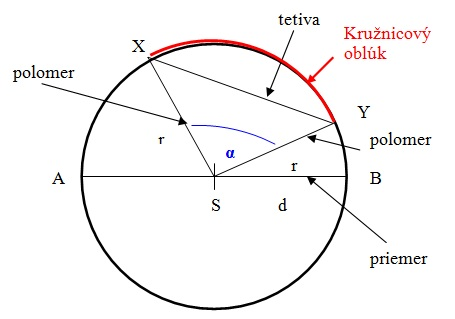 tetiva
Kružnicový
oblúk
X
polomer
Y
r
α
polomer
r
A
B
S
d
priemer